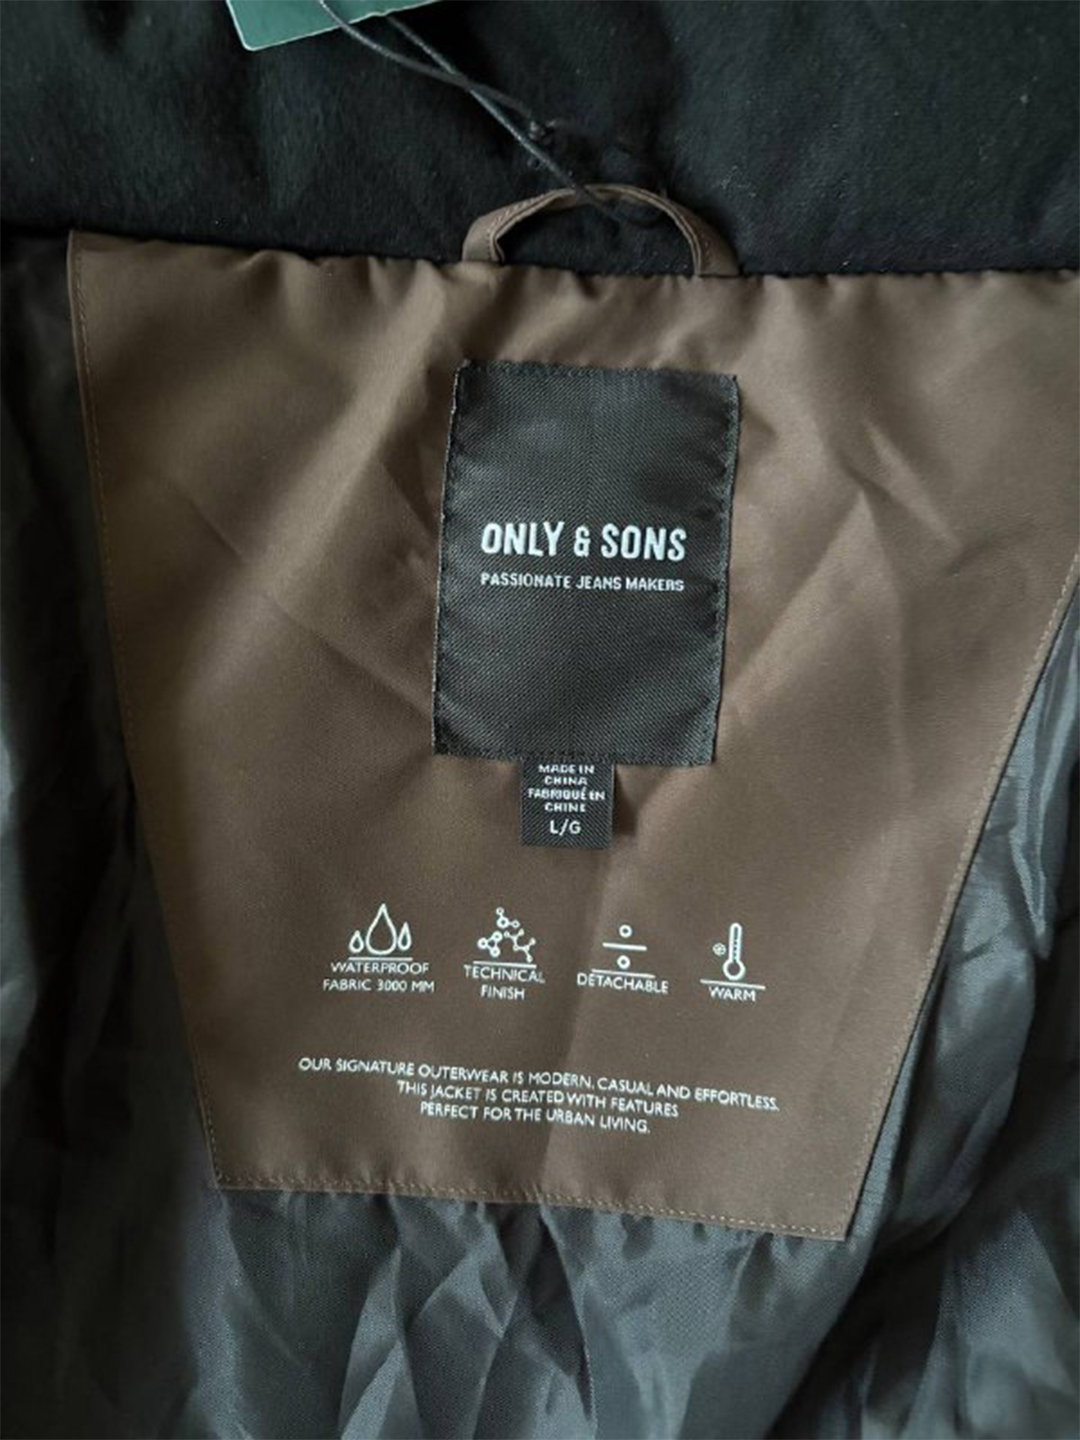 ONLY & SONS
PASSIONATE JEANS MAKERS
MADE IN
CHINA
FABRIQUÉ EN
CHINE
L/G
WATERPROOF
FABRIC 3000 MM
TECHNICAL
FINISH
DETACHABLE
WARM
OUR SIGNATURE OUTERWEAR IS MODERN, CASUAL AND EFFORTLESS.
THIS JACKET IS CREATED WITH FEATURES
PERFECT FOR THE URBAN LIVING.